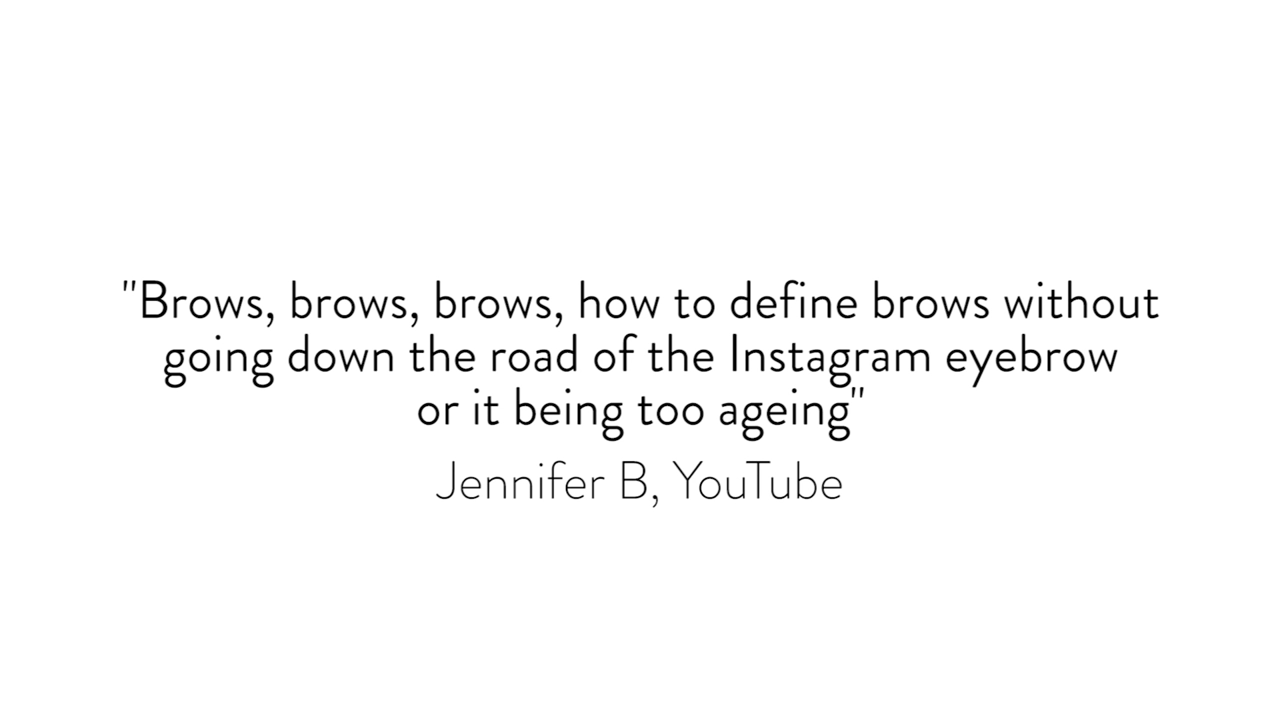 "Brows, brows, brows, how to define brows without
going down the road of the Instagram eyebrow
or it being too ageing"
Jennifer B, YouTube